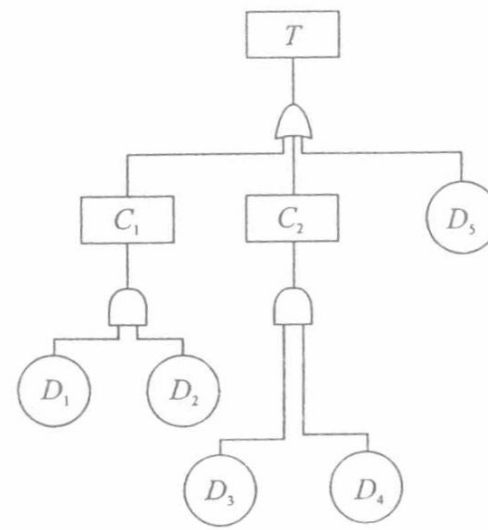 T
C₁
C₂
D₅
D₁
D₂
D₃
D₄